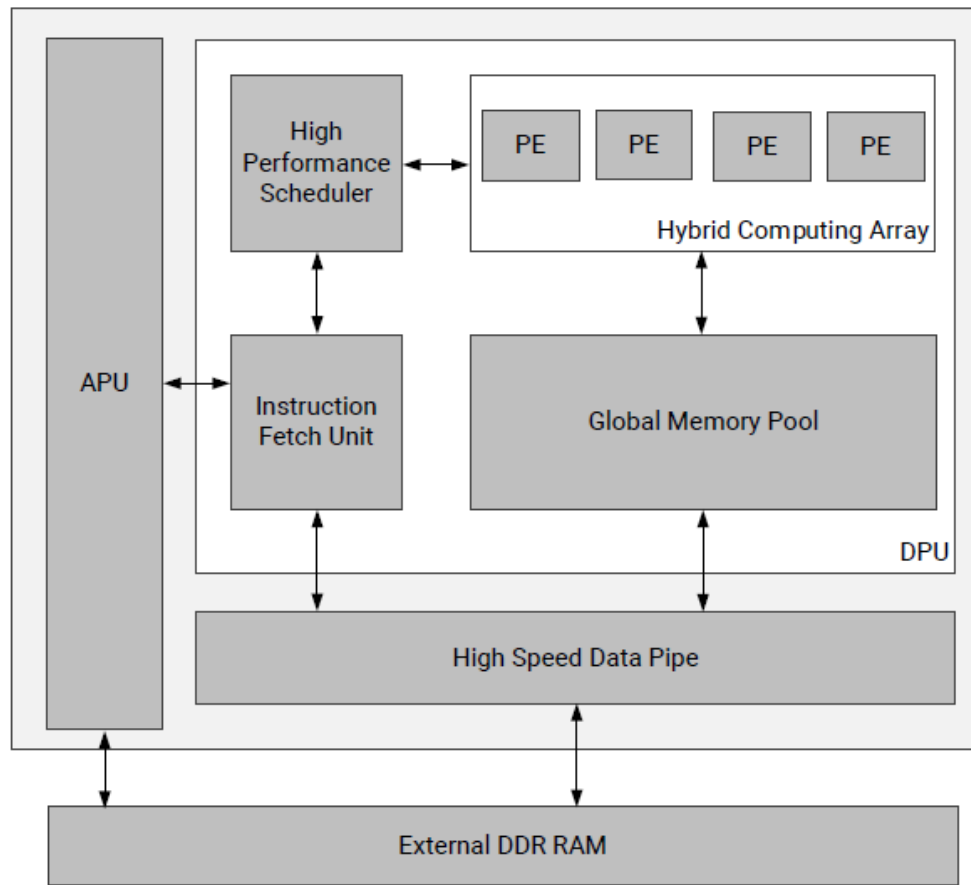 High
Performance
Scheduler
PE
PE
PE
PE
Hybrid Computing Array
APU
Instruction
Fetch Unit
Global Memory Pool
DPU
High Speed Data Pipe
External DDR RAM